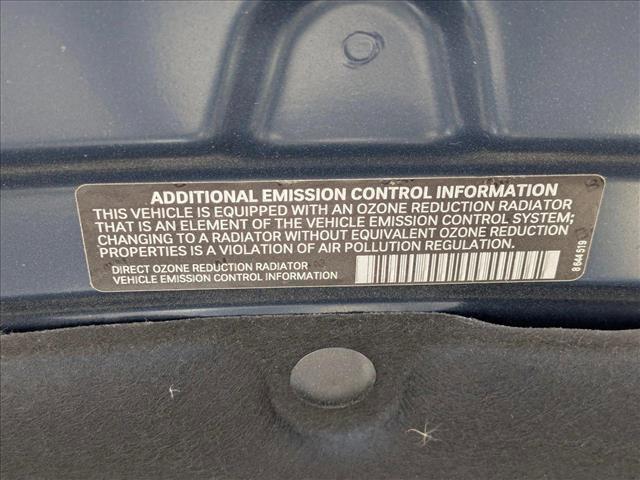 ADDITIONAL EMISSION CONTROL INFORMATION
THIS VEHICLE IS EQUIPPED WITH AN OZONE REDUCTION RADIATOR
THAT IS AN ELEMENT OF THE VEHICLE EMISSION CONTROL SYSTEM;
CHANGING TO A RADIATOR WITHOUT EQUIVALENT OZONE REDUCTION
PROPERTIES IS A VIOLATION OF AIR POLLUTION REGULATION.
DIRECT OZONE REDUCTION RADIATOR
VEHICLE EMISSION CONTROL INFORMATION
8 644 519